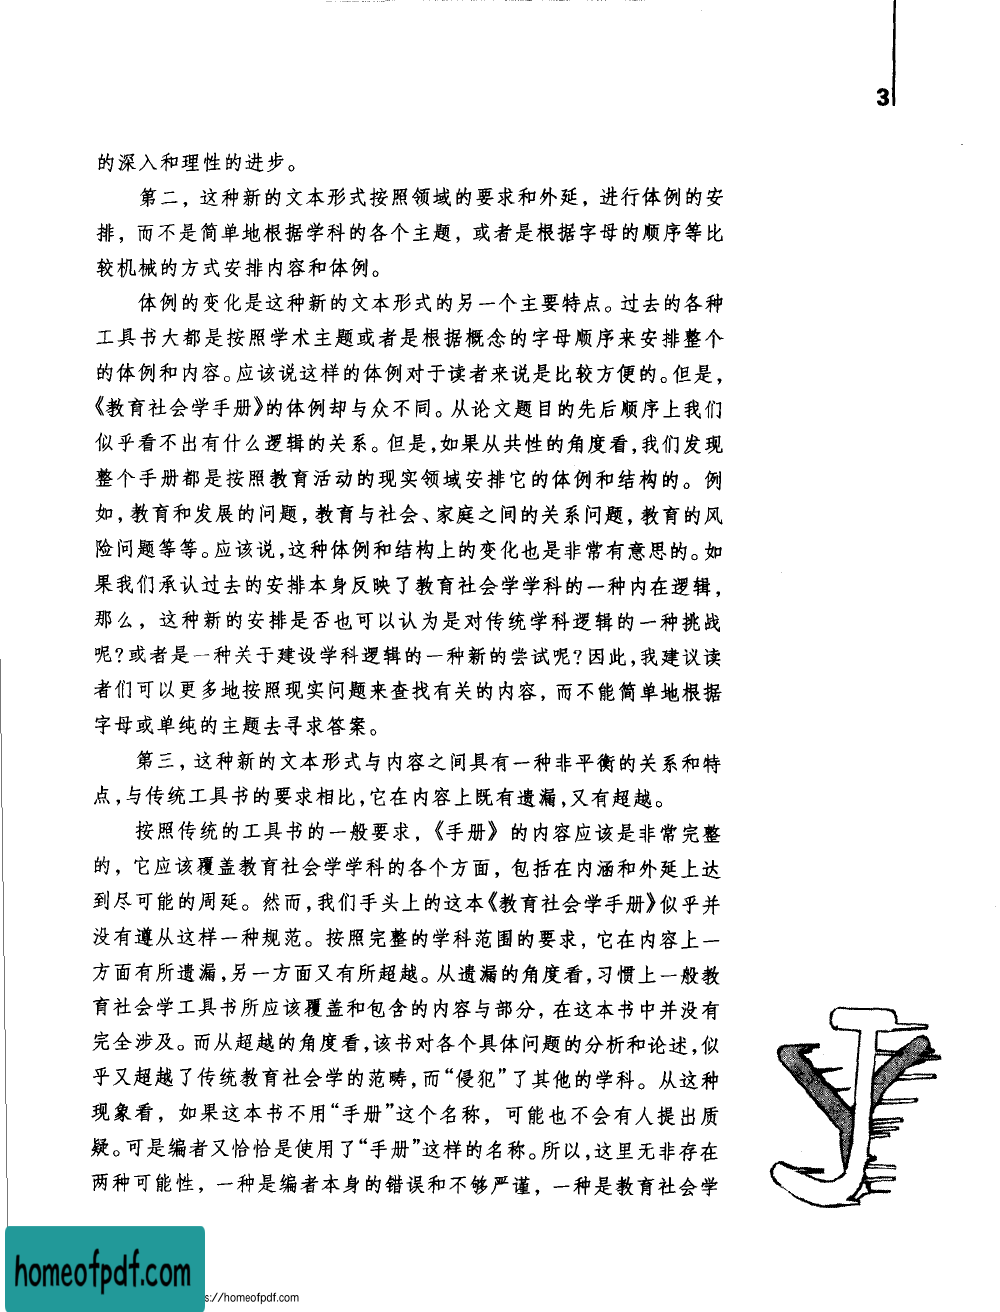 3
的深入和理性的进步。
第二，这种新的文本形式按照领域的要求和外延，进行体例的安
排，而不是简单地根据学科的各个主题，或者是根据字母的顺序等比
较机械的方式安排内容和体例。
体例的变化是这种新的文本形式的另一个主要特点。过去的各种
工具书大都是按照学术主题或者是根据概念的字母顺序来安排整个
的体例和内容。应该说这样的体例对于读者来说是比较方便的。但是，
《教育社会学手册》的体例却与众不同。从论文题目的先后顺序上我们
似乎看不出有什么逻辑的关系。但是，如果从共性的角度看，我们发现
整个手册都是按照教育活动的现实领域安排它的体例和结构的。例
如，教育和发展的问题，教育与社会、家庭之间的关系问题，教育的风
险问题等等。应该说，这种体例和结构上的变化也是非常有意思的。如
果我们承认过去的安排本身反映了教育社会学学科的一种内在逻辑，
那么，这种新的安排是否也可以认为是对传统学科逻辑的一种挑战
呢？或者是一种关于建设学科逻辑的一种新的尝试呢？因此，我建议读
者们可以更多地按照现实问题来查找有关的内容，而不能简单地根据
字母或单纯的主题去寻求答案。
第三，这种新的文本形式与内容之间具有一种非平衡的关系和特
点，与传统工具书的要求相比，它在内容上既有遗漏，又有超越。
按照传统的工具书的一般要求，《手册》的内容应该是非常完整
的，它应该覆盖教育社会学学科的各个方面，包括在内涵和外延上达
到尽可能的周延。然而，我们手头上的这本《教育社会学手册》似乎并
没有遵从这样一种规范。按照完整的学科范围的要求，它在内容上一
方面有所遗漏，另一方面又有所超越。从遗漏的角度看，习惯上一般教
育社会学工具书所应该覆盖和包含的内容与部分，在这本书中并没有
完全涉及。而从超越的角度看，该书对各个具体问题的分析和论述，似
乎又超越了传统教育社会学的范畴，而“侵犯”了其他的学科。从这种
现象看，如果这本书不用“手册”这个名称，可能也不会有人提出质
疑。可是编者又恰恰是使用了“手册”这样的名称。所以，这里无非存在
两种可能性，一种是编者本身的错误和不够严谨，一种是教育社会学
homeofpdf.com
s://homeofpdf.com